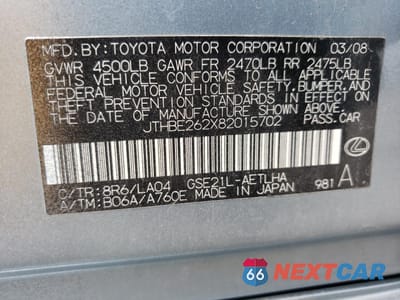 MFD. BY: TOYOTA MOTOR CORPORATION 03/08
GVWR 4500LB GAWR FR 2470LB RR 2475LB
THIS VEHICLE CONFORMS TO ALL APPLICABLE
FEDERAL MOTOR VEHICLE SAFETY, BUMPER, AND
THEFT PREVENTION STANDARDS IN EFFECT ON
THE DATE OF MANUFACTURE SHOWN ABOVE.
JTHBE262X82015702 PASS.CAR
C/TR: 8R6/LA04 GSE21L-AETLHA
A/TM: B06A/A760E MADE IN JAPAN 981 A
66 NEXTCAR